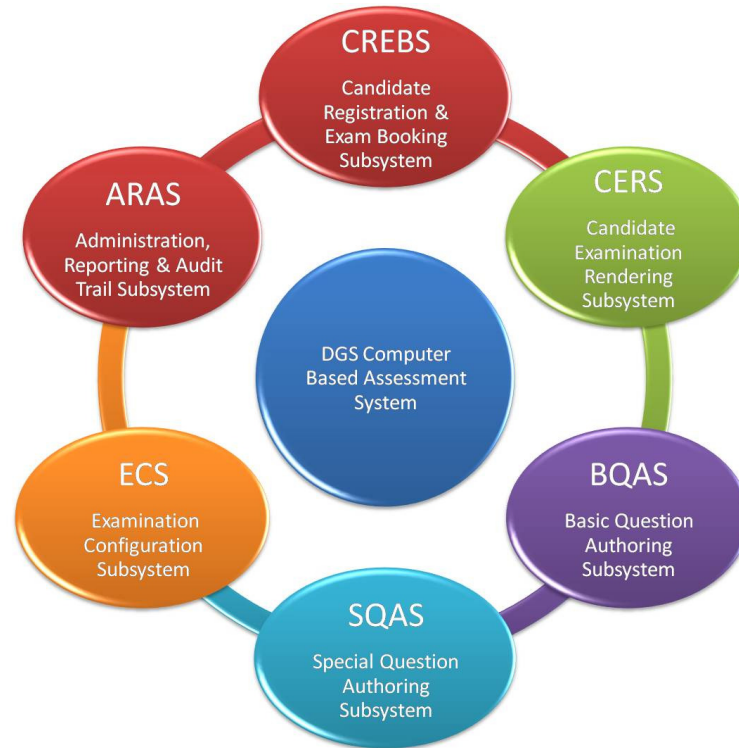 CREBS
Candidate
Registration &
Exam Booking
Subsystem
CERS
Candidate
Examination
Rendering
Subsystem
BQAS
Basic Question
Authoring
Subsystem
SQAS
Special Question
Authoring
Subsystem
ECS
Examination
Configuration
Subsystem
ARAS
Administration,
Reporting & Audit
Trail Subsystem
DGS Computer
Based Assessment
System